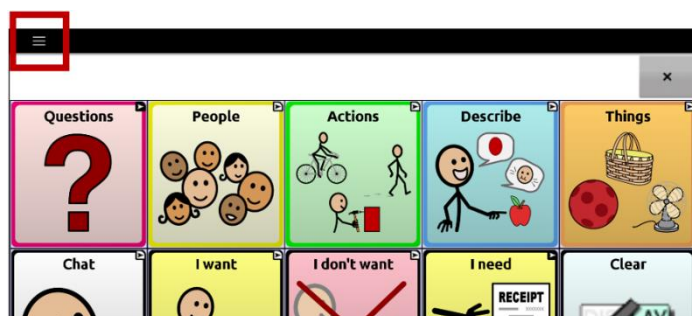 ×
Questions People Actions Describe Things
Chat I want I don't want I need Clear
RECEIPT